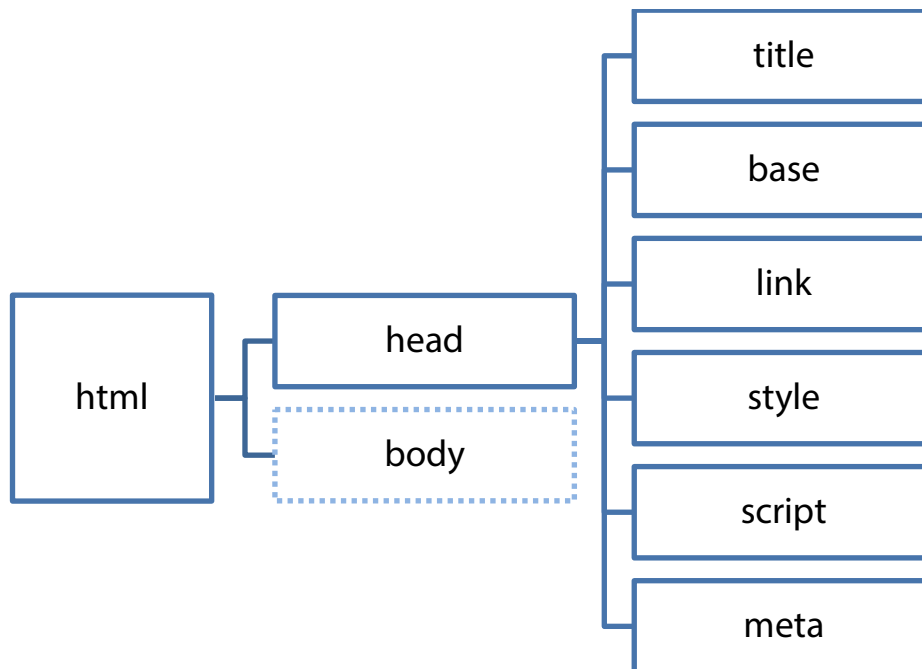 html
head
body
title
base
link
style
script
meta